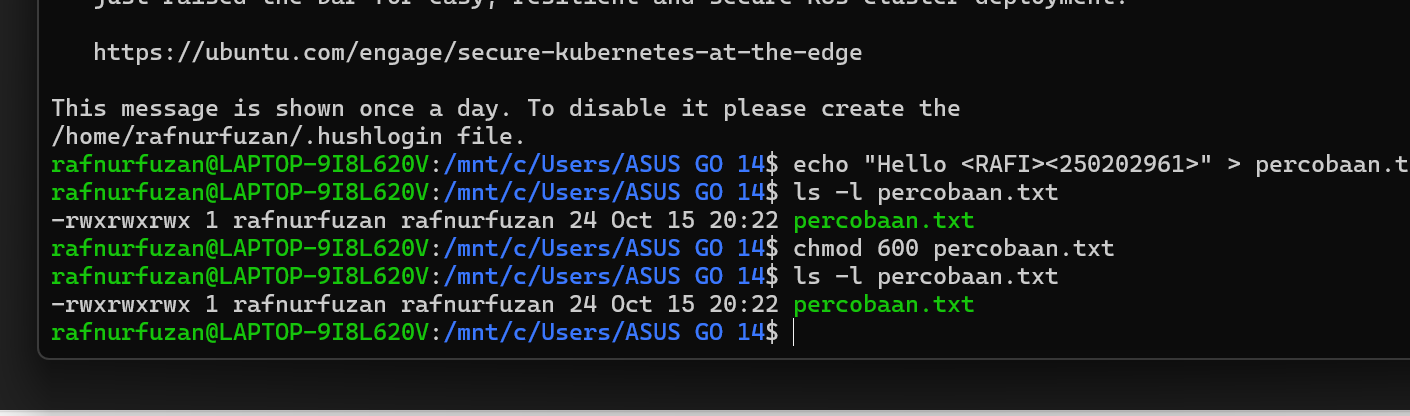 https://ubuntu.com/engage/secure-kubernetes-at-the-edge
This message is shown once a day. To disable it please create the
/home/rafnurfuzan/.hushlogin file.
rafnurfuzan@LAPTOP-9I8L620V:/mnt/c/Users/ASUS GO 14$ echo "Hello <RAFI><250202961>" > percobaan.t
rafnurfuzan@LAPTOP-9I8L620V:/mnt/c/Users/ASUS GO 14$ ls -l percobaan.txt
-rwxrwxrwx 1 rafnurfuzan rafnurfuzan 24 Oct 15 20:22 percobaan.txt
rafnurfuzan@LAPTOP-9I8L620V:/mnt/c/Users/ASUS GO 14$ chmod 600 percobaan.txt
rafnurfuzan@LAPTOP-9I8L620V:/mnt/c/Users/ASUS GO 14$ ls -l percobaan.txt
-rwxrwxrwx 1 rafnurfuzan rafnurfuzan 24 Oct 15 20:22 percobaan.txt
rafnurfuzan@LAPTOP-9I8L620V:/mnt/c/Users/ASUS GO 14$